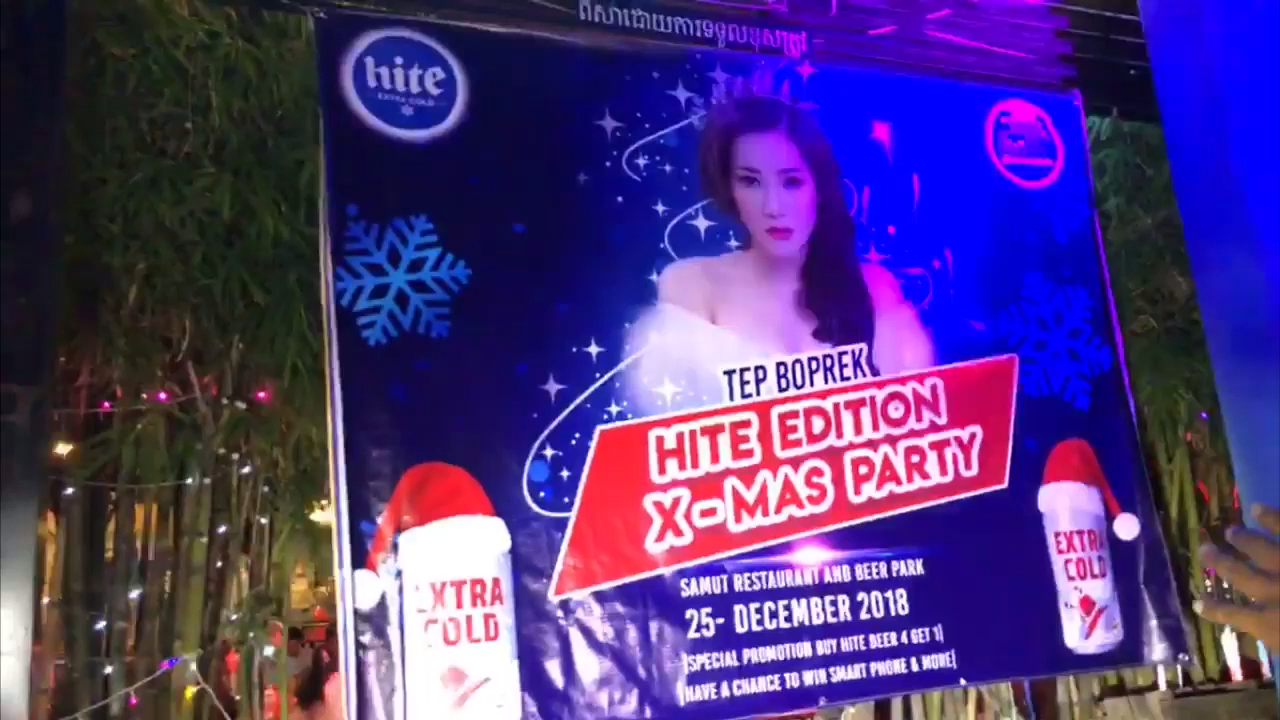 hite
EXTRA COLD
TEP BOPREK
HITE EDITION
X-MAS PARTY
SAMUT RESTAURANT AND BEER PARK
25- DECEMBER 2018
SPECIAL PROMOTION BUY HITE BEER 4 GET 1
HAVE A CHANCE TO WIN SMART PHONE & MORE
EXTRA
COLD
EXTRA
COLD